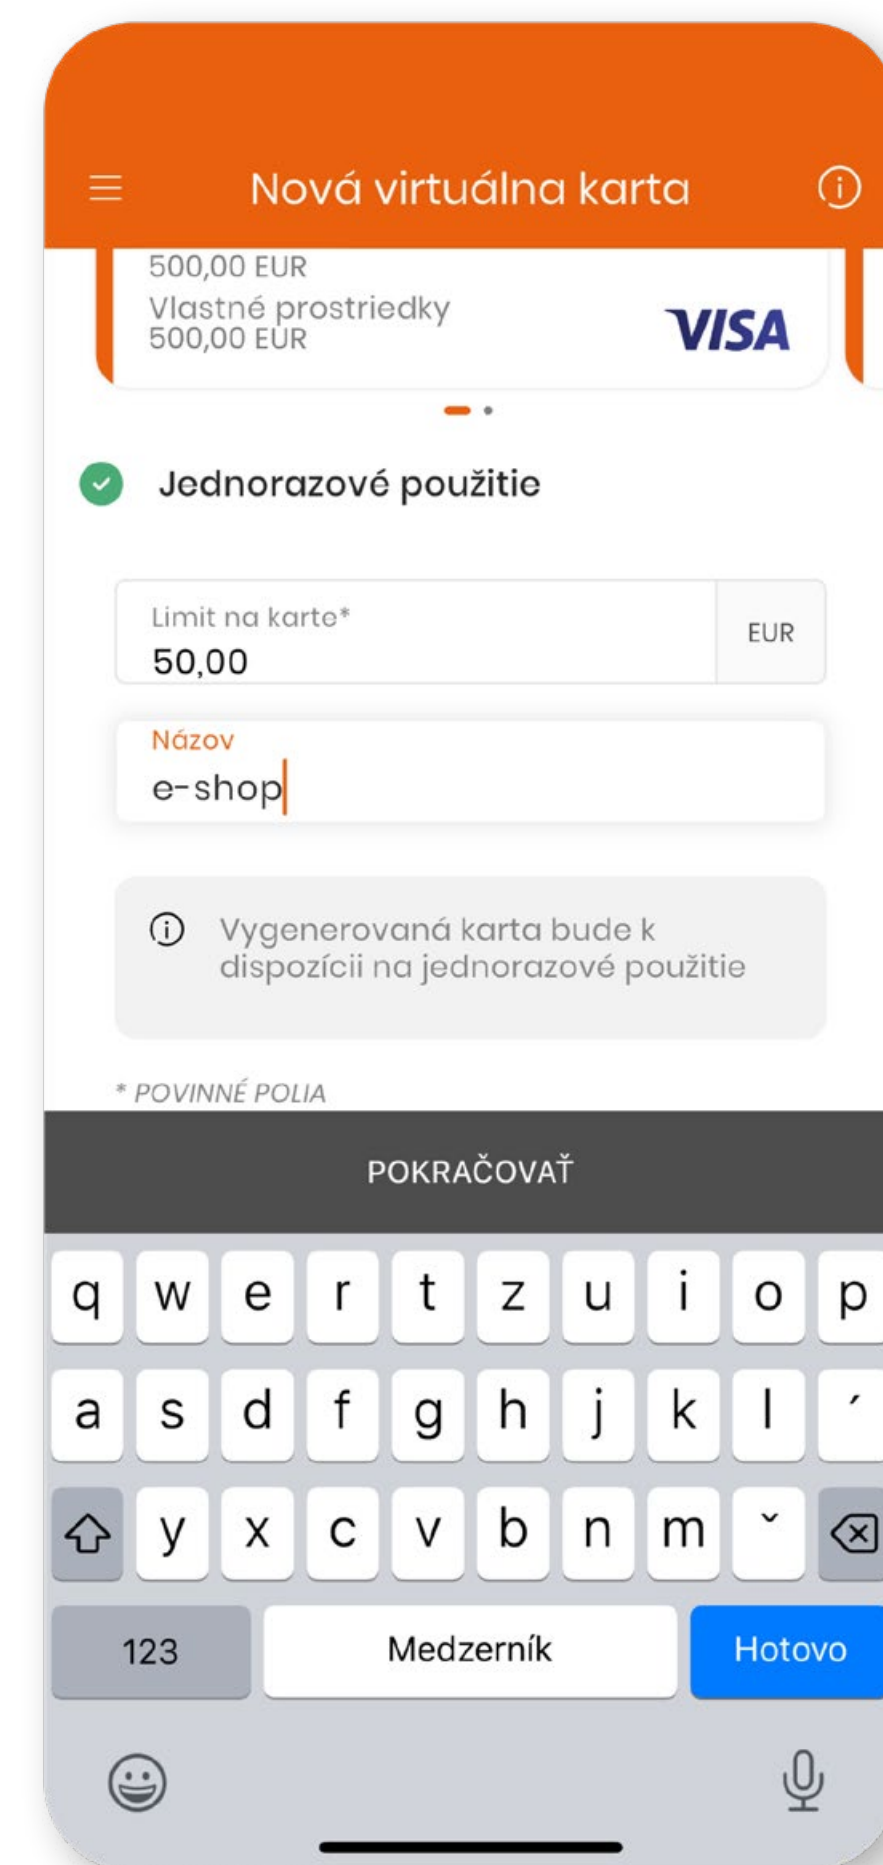 Nová virtuálna karta
500,00 EUR
Vlastné prostriedky
500,00 EUR
VISA
Jednorazové použitie
Limit na karte*
50,00
EUR
Názov
e-shop
Vygenerovaná karta bude k
dispozícii na jednorazové použitie
* POVINNÉ POLIA
POKRAČOVAŤ
q w e r t z u i o p
a s d f g h j k l ´
y x c v b n m ˇ
123 Medzerník Hotovo